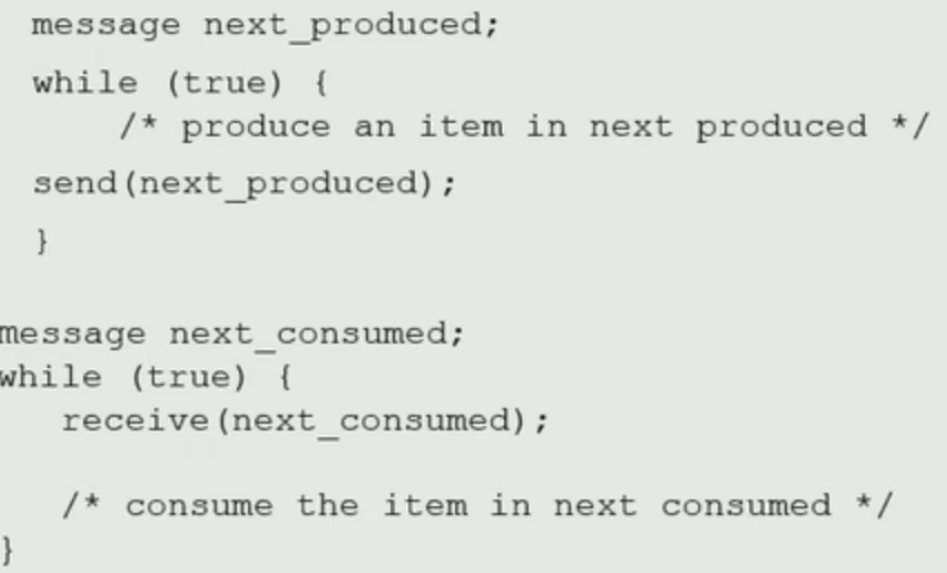 message next_produced;
while (true) {
/* produce an item in next produced */
send(next_produced);
}
message next_consumed;
while (true) {
receive(next_consumed);
/* consume the item in next consumed */
}